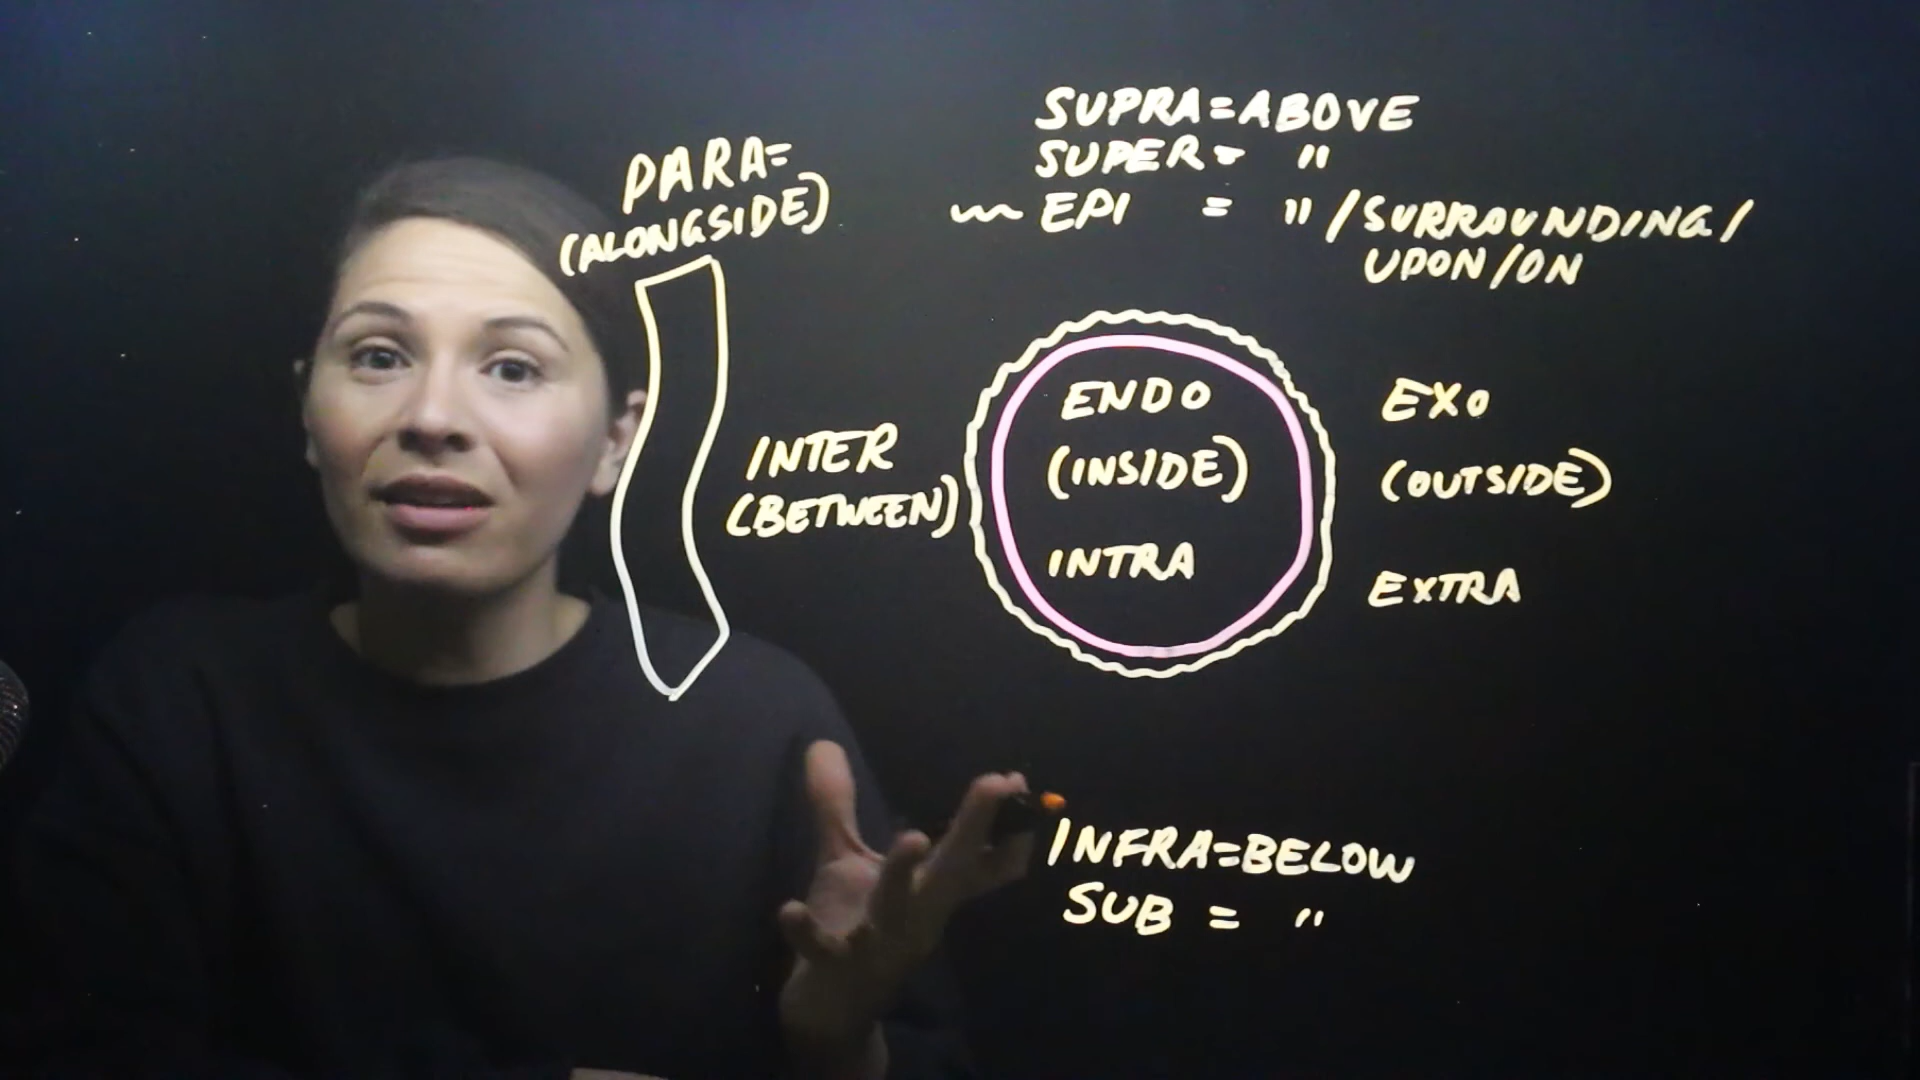 PARA=
(ALONGSIDE)
SUPRA=ABOVE
SUPER= "
~ EPI = "/SURROUNDING/
UPON/ON
INTER
(BETWEEN)
ENDO
(INSIDE)
INTRA
EXO
(OUTSIDE)
EXTRA
INFRA=BELOW
SUB = "